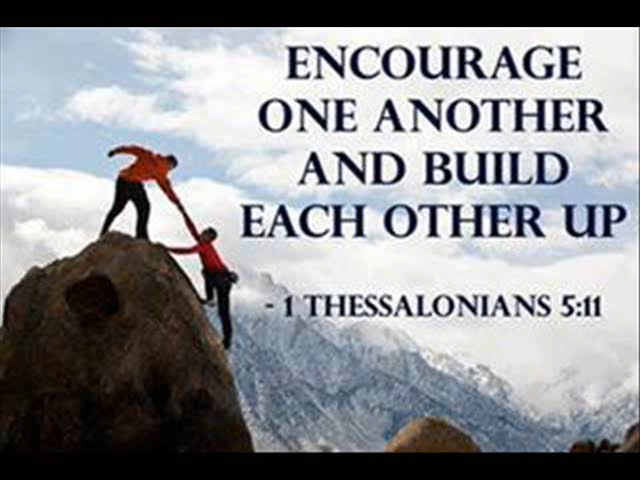 ENCOURAGE
ONE ANOTHER
AND BUILD
EACH OTHER UP
- 1 THESSALONIANS 5:11